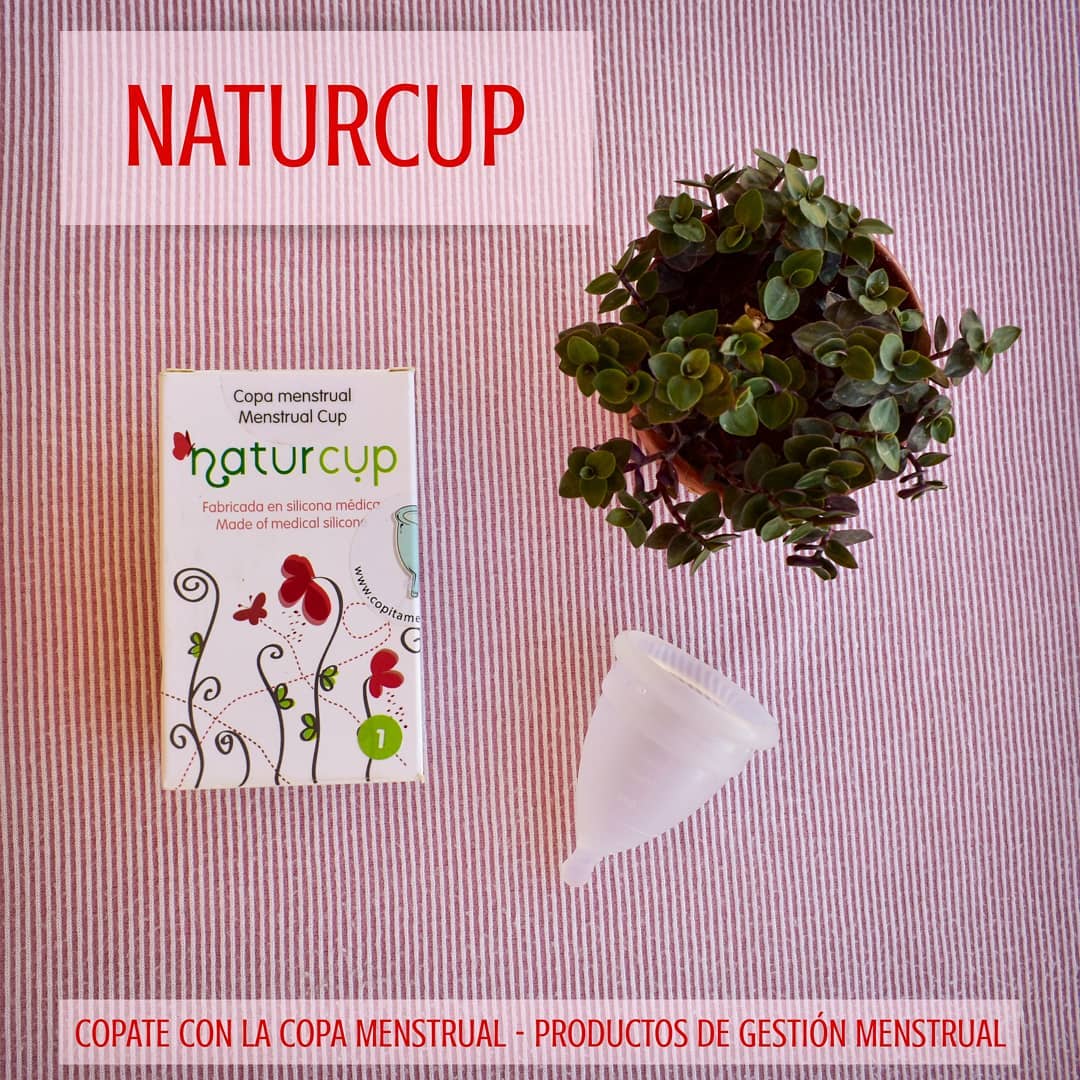 NATURCUP
Copa menstrual
Menstrual Cup
naturcup
Fabricada en silicona médica
Made of medical silicone
www.copitame
1
COPATE CON LA COPA MENSTRUAL - PRODUCTOS DE GESTIÓN MENSTRUAL